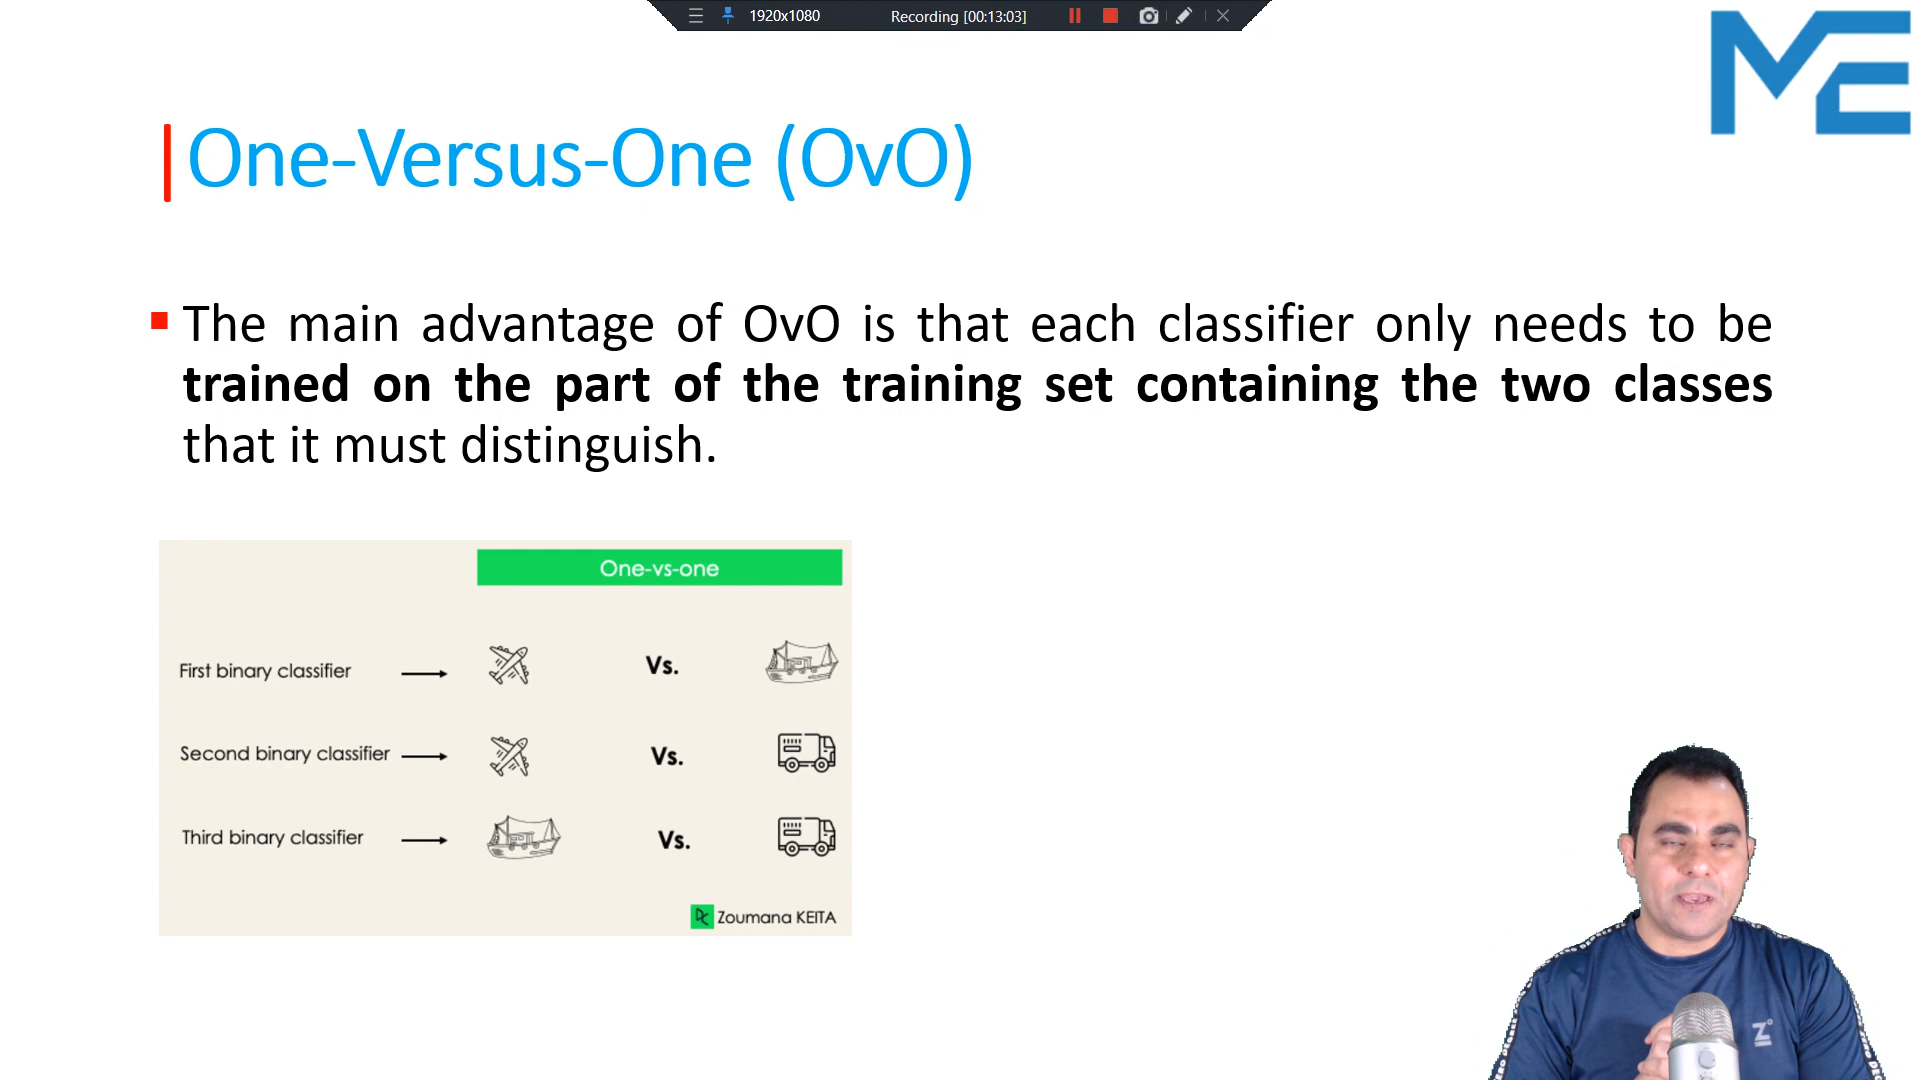 1920x1080 Recording [00:13:03]
ME
One-Versus-One (OvO)
The main advantage of OvO is that each classifier only needs to be
trained on the part of the training set containing the two classes
that it must distinguish.
One-vs-one
First binary classifier Vs.
Second binary classifier Vs.
Third binary classifier Vs.
DC Zoumana KEITA
Z